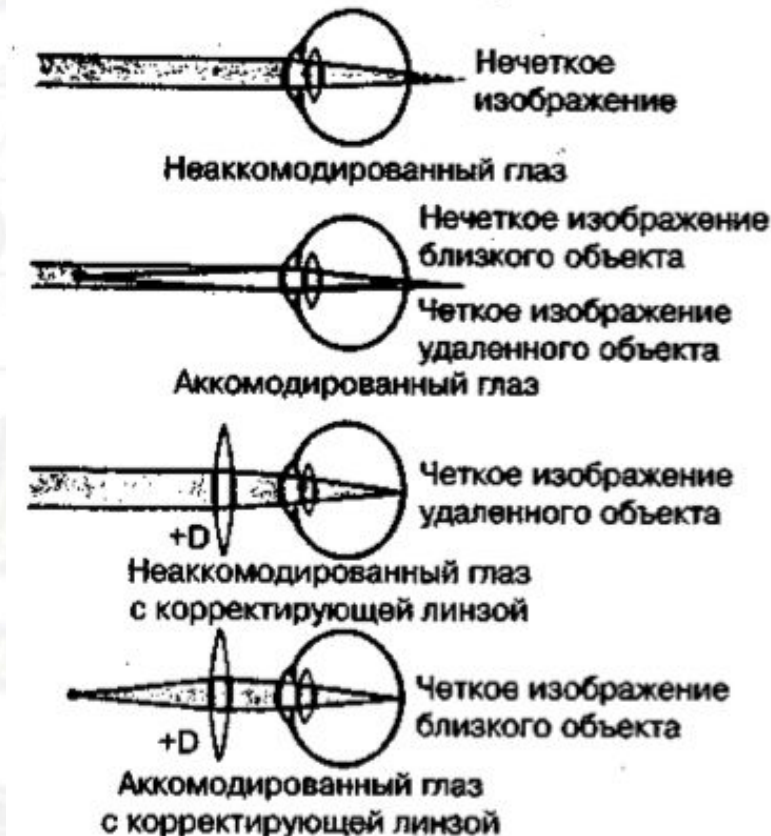 Нечеткое
изображение
Неаккомодированный глаз
Нечеткое изображение
близкого объекта
Четкое изображение
удаленного объекта
Аккомодированный глаз
Четкое изображение
удаленного объекта
+D
Неаккомодированный глаз
с корректирующей линзой
Четкое изображение
близкого объекта
+D
Аккомодированный глаз
с корректирующей линзой